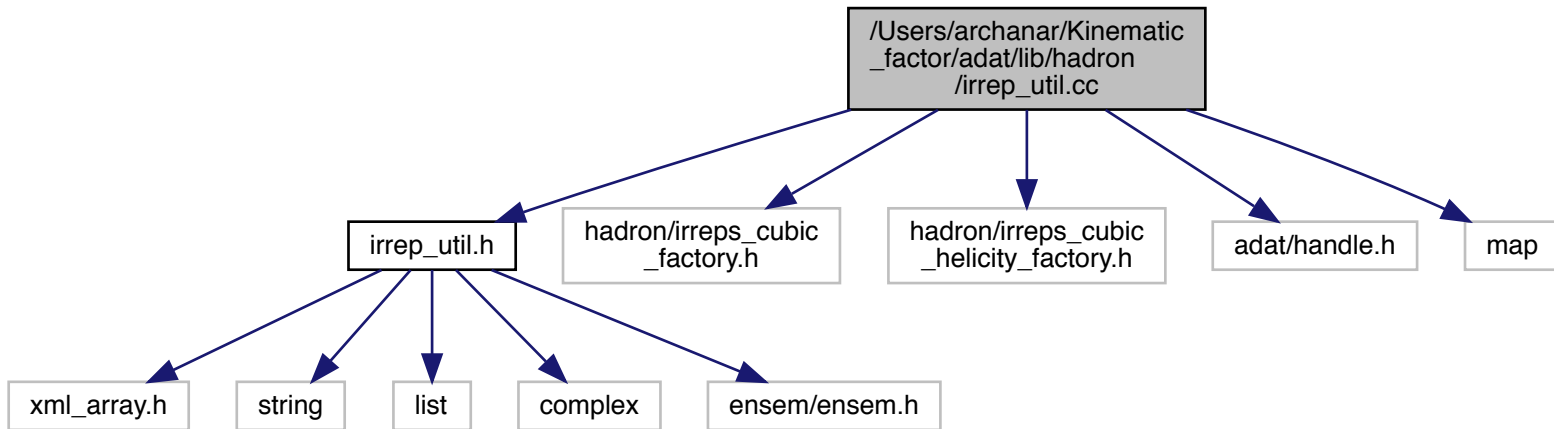 /Users/archanar/Kinematic
_factor/adat/lib/hadron
/irrep_util.cc
irrep_util.h
hadron/irreps_cubic
_factory.h
hadron/irreps_cubic
_helicity_factory.h
adat/handle.h
map
xml_array.h
string
list
complex
ensem/ensem.h